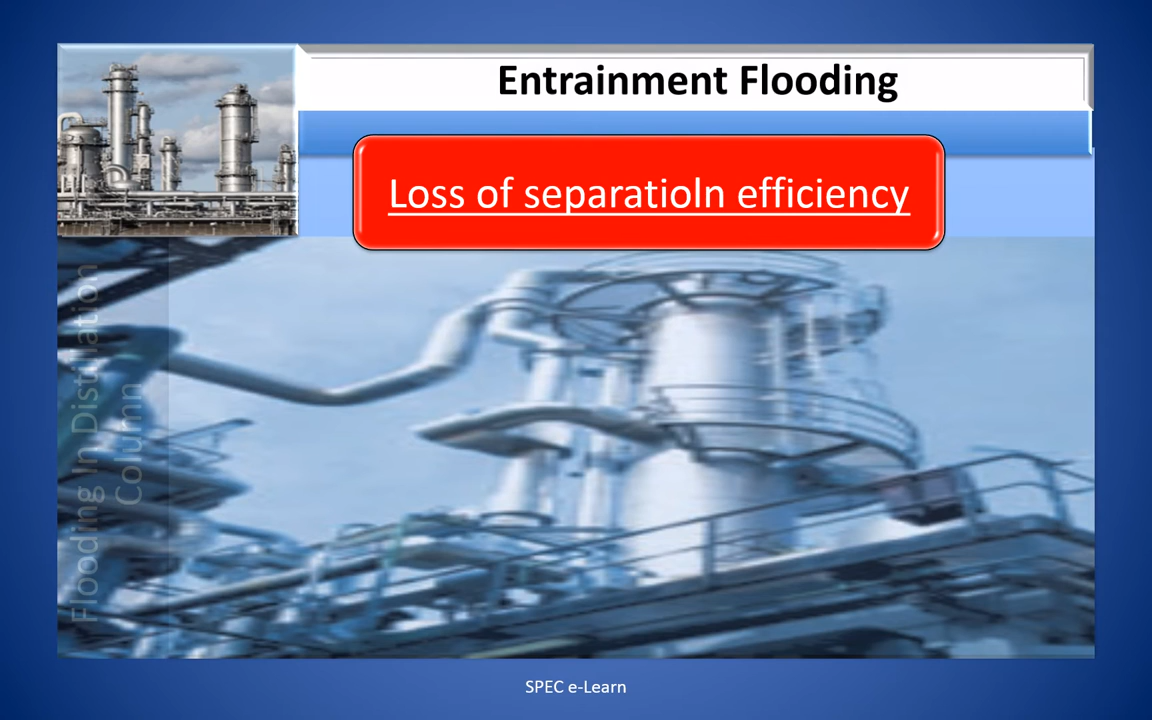 Entrainment Flooding
Loss of separatioln efficiency
Flooding In Distillation
Column
SPEC e-Learn